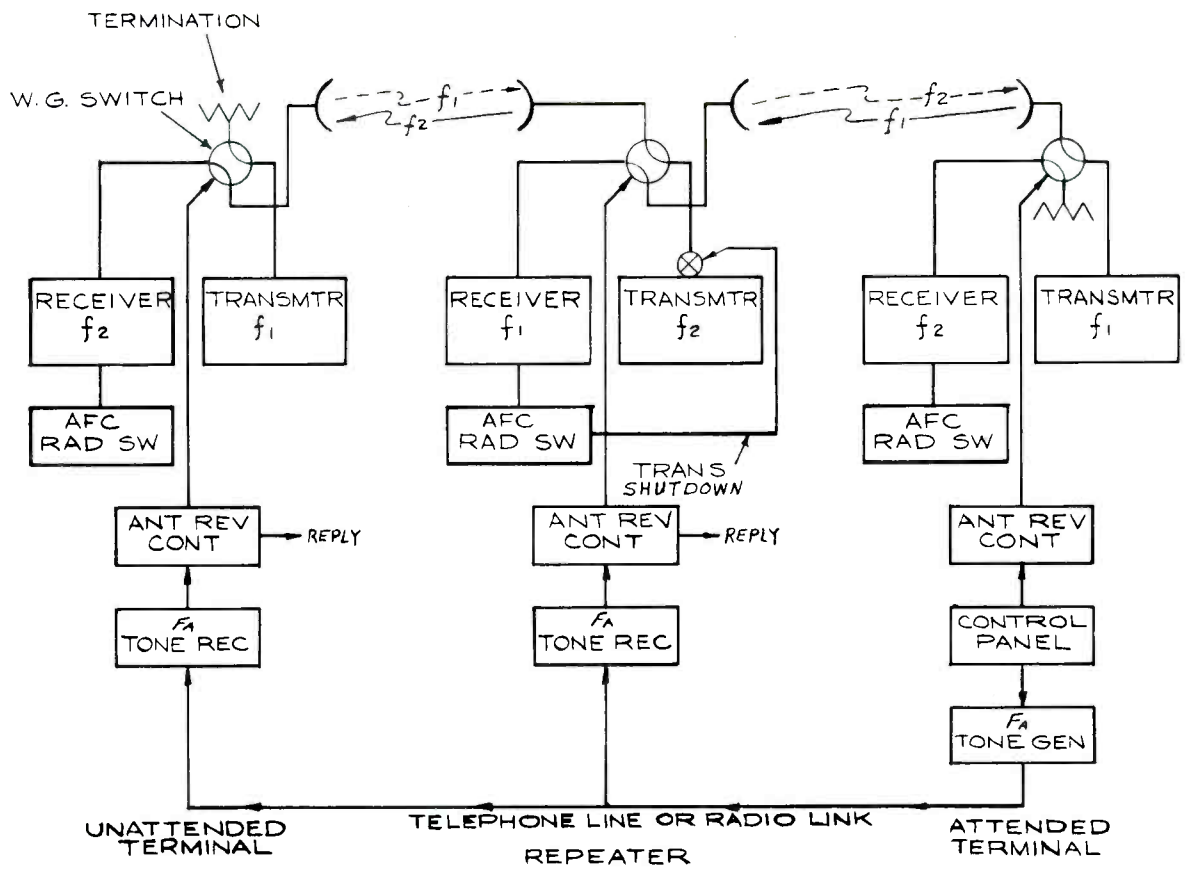 TERMINATION
W.G. SWITCH
f1
f2
f2
f1
RECEIVER
f2
TRANSMTR
f1
RECEIVER
f1
TRANSMTR
f2
RECEIVER
f2
TRANSMTR
f1
AFC
RAD SW
AFC
RAD SW
AFC
RAD SW
TRANS
SHUTDOWN
ANT REV
CONT
REPLY
ANT REV
CONT
REPLY
ANT REV
CONT
FA
TONE REC
FA
TONE REC
CONTROL
PANEL
FA
TONE GEN
UNATTENDED
TERMINAL
TELEPHONE LINE OR RADIO LINK
REPEATER
ATTENDED
TERMINAL